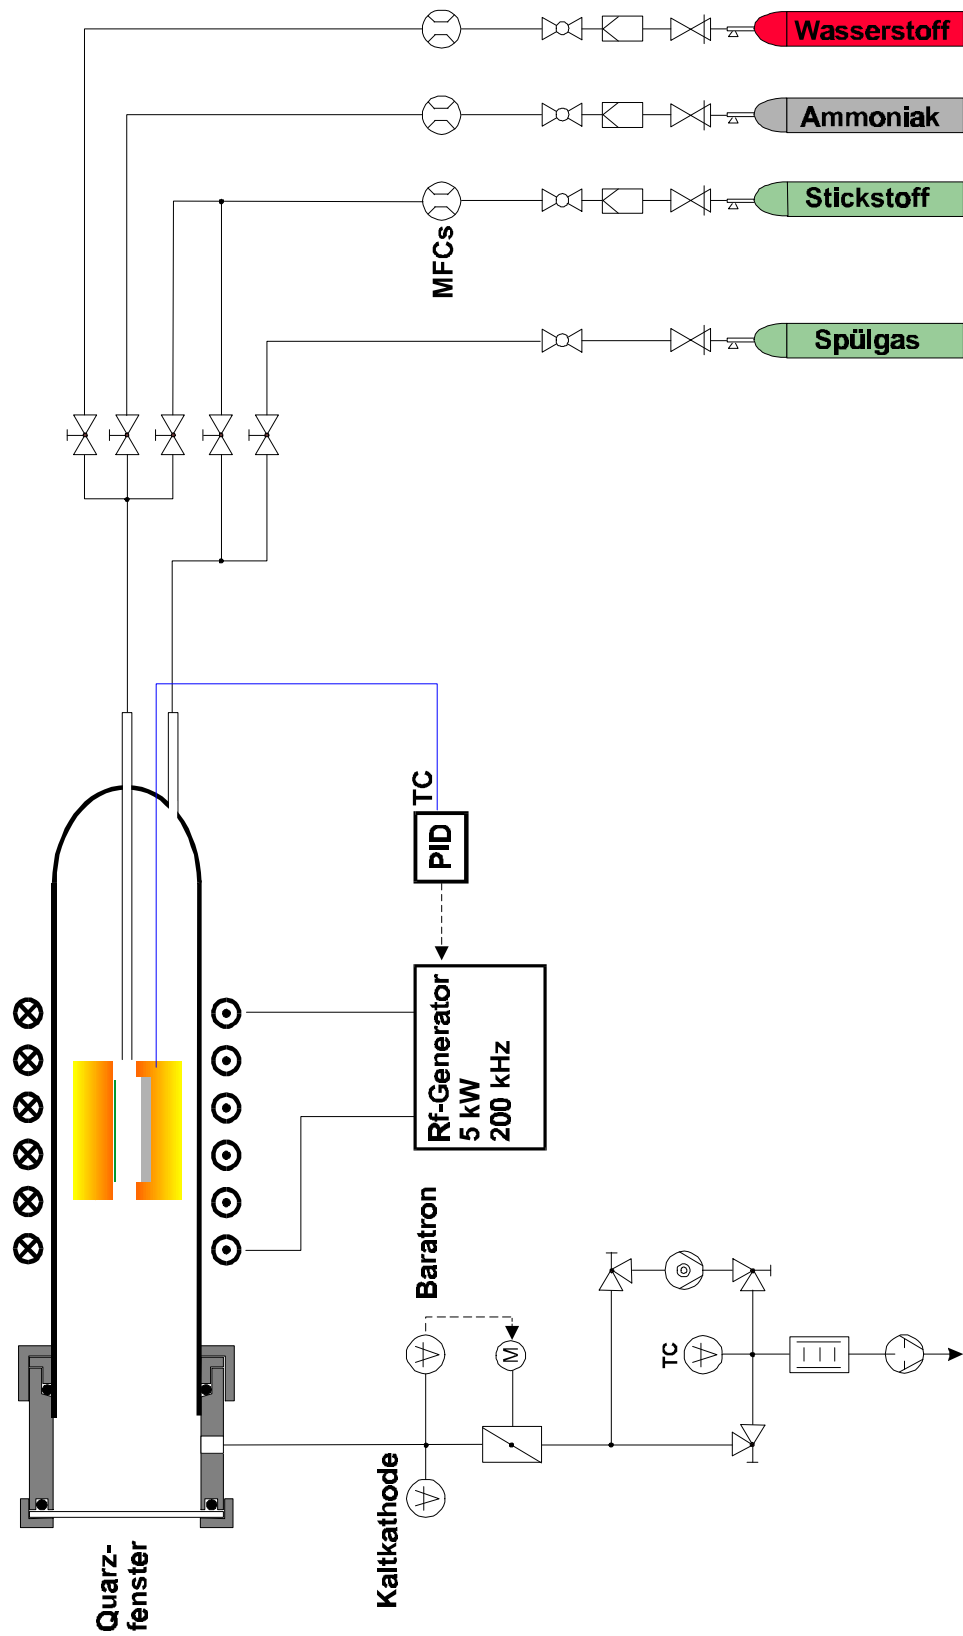 Wasserstoff
Ammoniak
Stickstoff
MFCs
Spülgas
TC
PID
Rf-Generator
5 kW
200 kHz
Baratron
M
TC
Kaltkathode
Quarz-
fenster